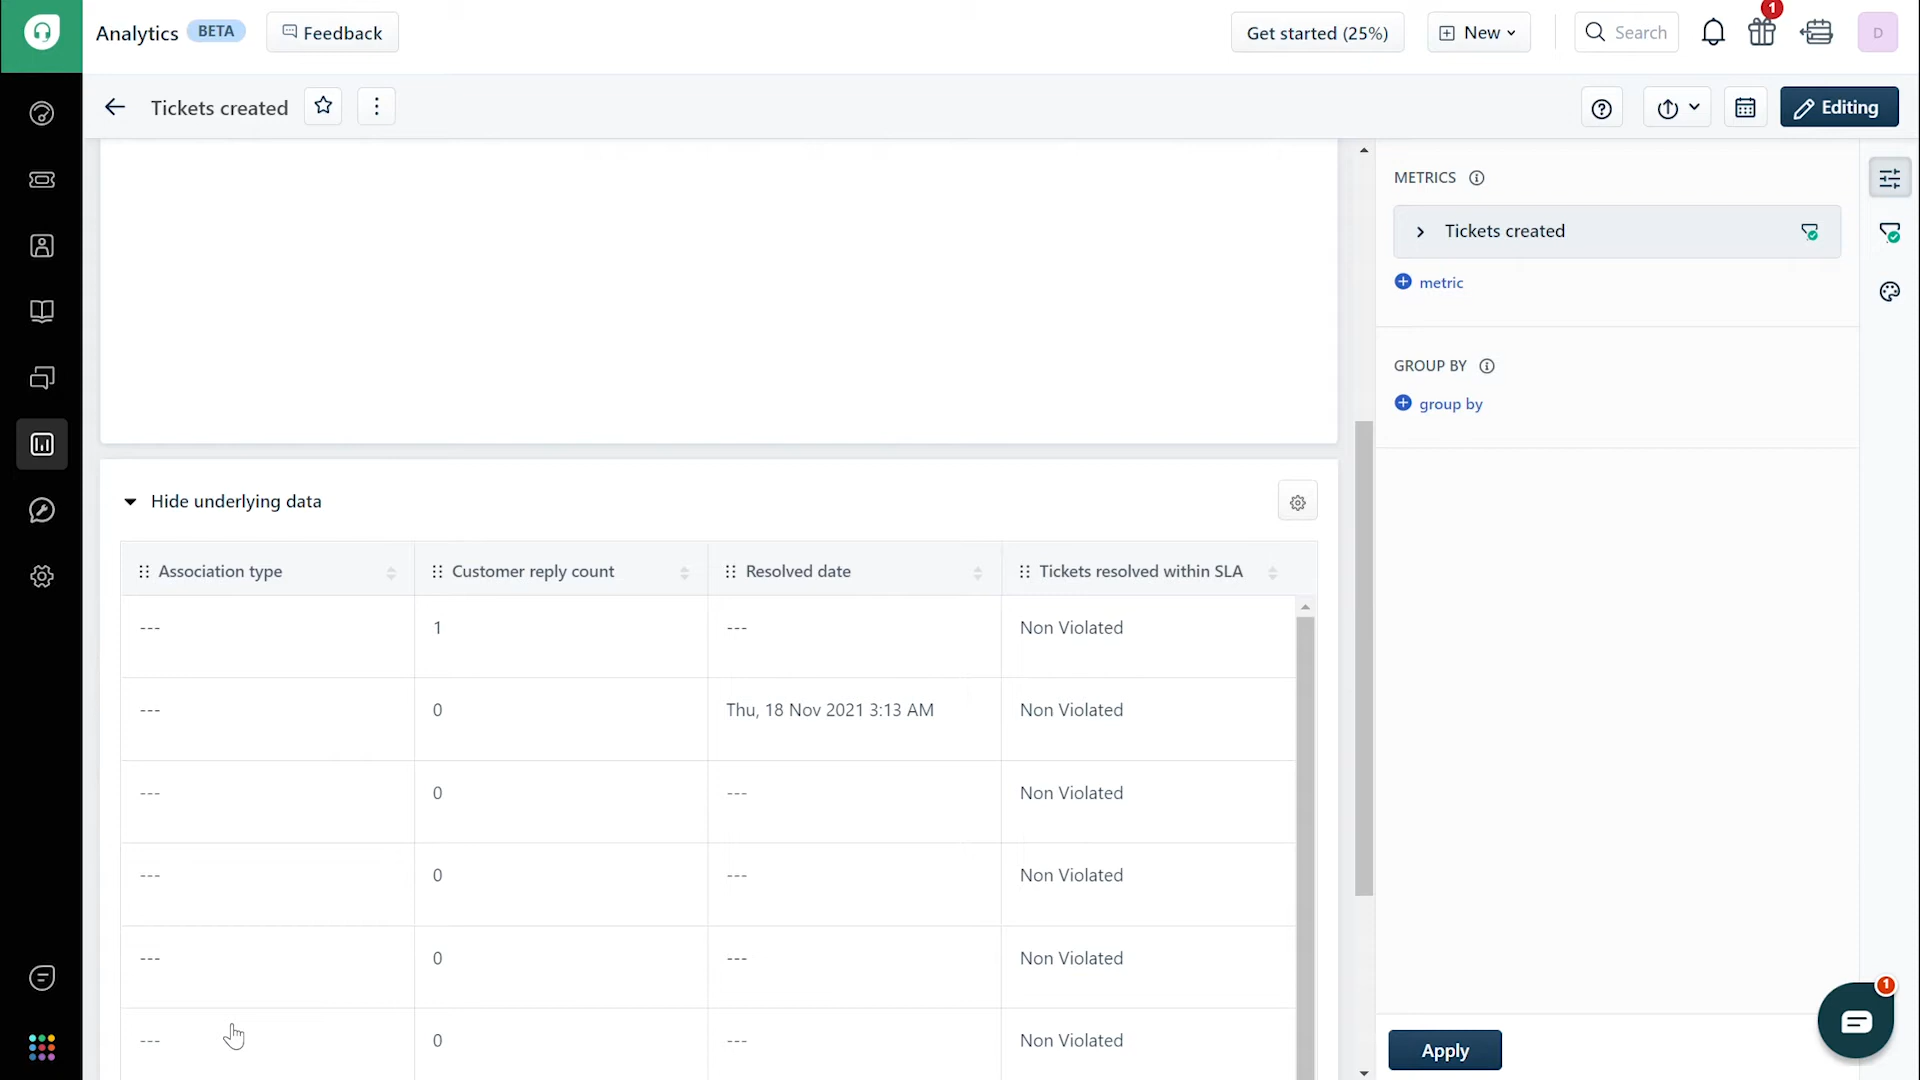 Analytics BETA Feedback Get started (25%) New Search 1 D
Tickets created Editing
METRICS
Tickets created
metric
GROUP BY
group by
Hide underlying data
Association type Customer reply count Resolved date Tickets resolved within SLA
--- 1 --- Non Violated
--- 0 Thu, 18 Nov 2021 3:13 AM Non Violated
--- 0 --- Non Violated
--- 0 --- Non Violated
--- 0 --- Non Violated
--- 0 --- Non Violated
1
Apply